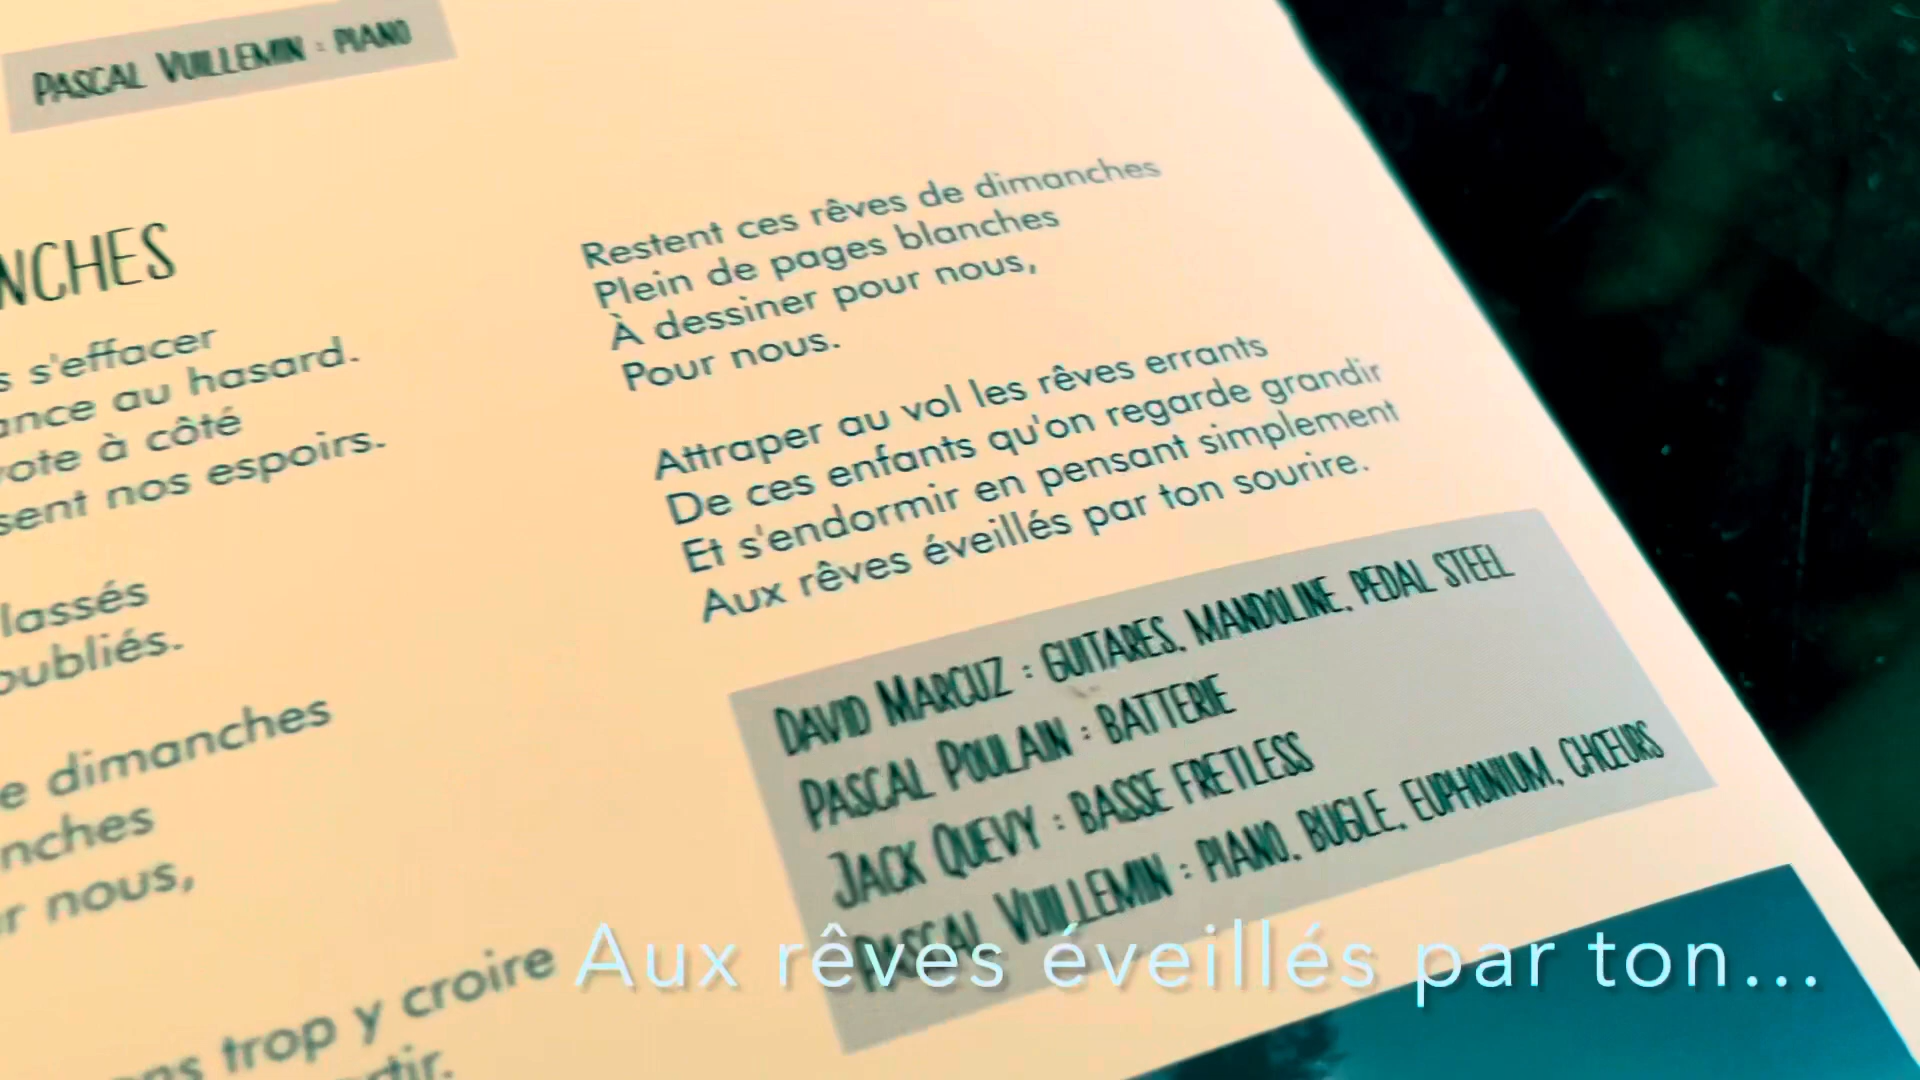 PASCAL VUILLEMIN : PIANO
NCHES
s s'effacer
ance au hasard.
vote à côté
sent nos espoirs.
lassés
oubliés.
e dimanches
nches
r nous,
ons trop y croire
rtir.
Restent ces rêves de dimanches
Plein de pages blanches
À dessiner pour nous,
Pour nous.
Attraper au vol les rêves errants
De ces enfants qu'on regarde grandir
Et s'endormir en pensant simplement
Aux rêves éveillés par ton sourire.
DAVID MARCUZ : GUITARES, MANDOLINE, PEDAL STEEL
PASCAL POULAIN : BATTERIE
JACK QUEVY : BASSE FRETLESS
PASCAL VUILLEMIN : PIANO, BUGLE, EUPHONIUM, CHŒURS
Aux rêves éveillés par ton...